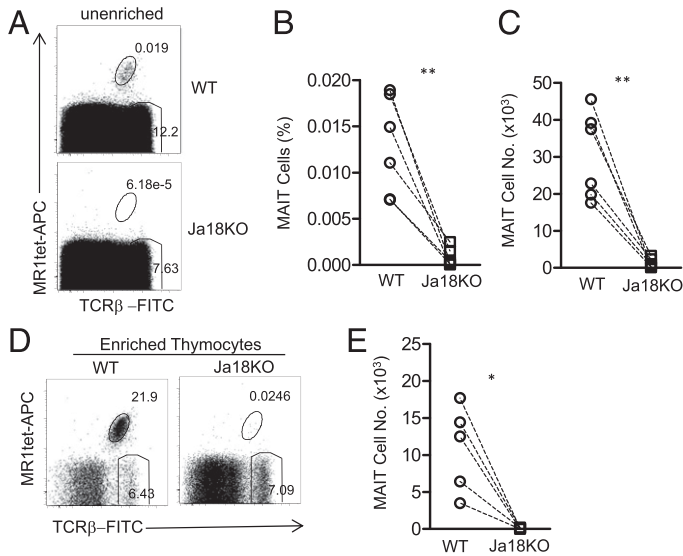 A
unenriched
0.019
WT
12.2
6.18e-5
Ja18KO
7.63
MR1tet-APC
TCRβ –FITC
B
**
MAIT Cells (%)
0.020
0.015
0.010
0.005
0.000
WT Ja18KO
C
**
MAIT Cell No. (x10³)
50
40
30
20
10
0
WT Ja18KO
D
Enriched Thymocytes
WT Ja18KO
21.9 0.0246
6.43 7.09
MR1tet-APC
TCRβ–FITC
E
*
MAIT Cell No. (x10³)
25
20
15
10
5
0
WT Ja18KO